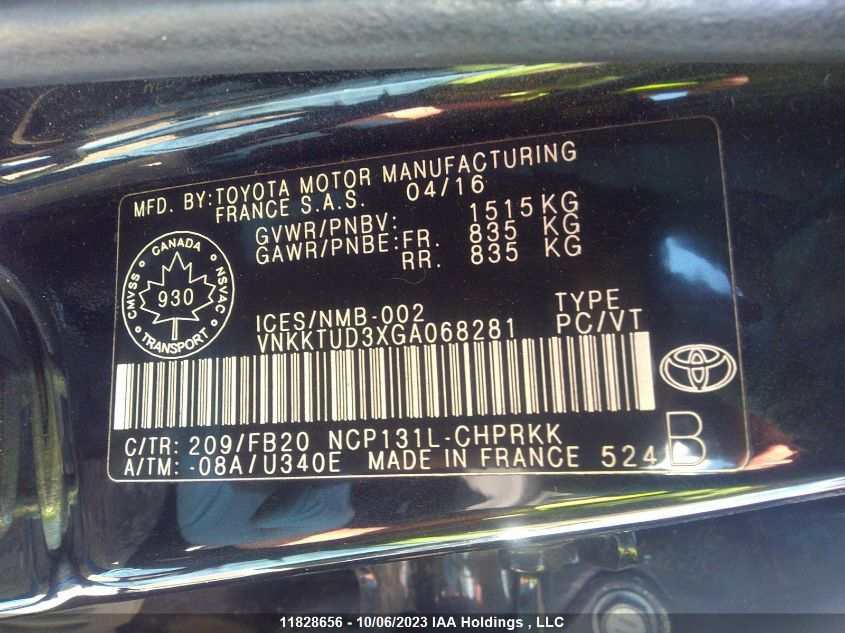 MFD. BY: TOYOTA MOTOR MANUFACTURING
FRANCE S.A.S. 04/16
GVWR/PNBV: 1515 KG
GAWR/PNBE: FR. 835 KG
RR. 835 KG
CANADA
CMVSS 930 NSVAC
TRANSPORT
ICES/NMB-002 TYPE
VNKKTUD3XGA068281 PC/VT
C/TR: 209/FB20 NCP131L-CHPRKK
A/TM: -08A/U340E MADE IN FRANCE 524
B
11828656 - 10/06/2023 IAA Holdings , LLC